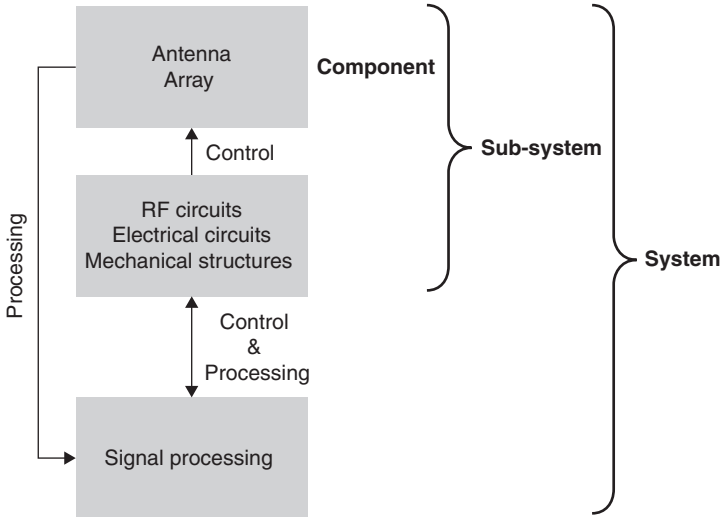 Antenna
Array
Component
Control
Sub-system
RF circuits
Electrical circuits
Mechanical structures
Processing
System
Control
&
Processing
Signal processing